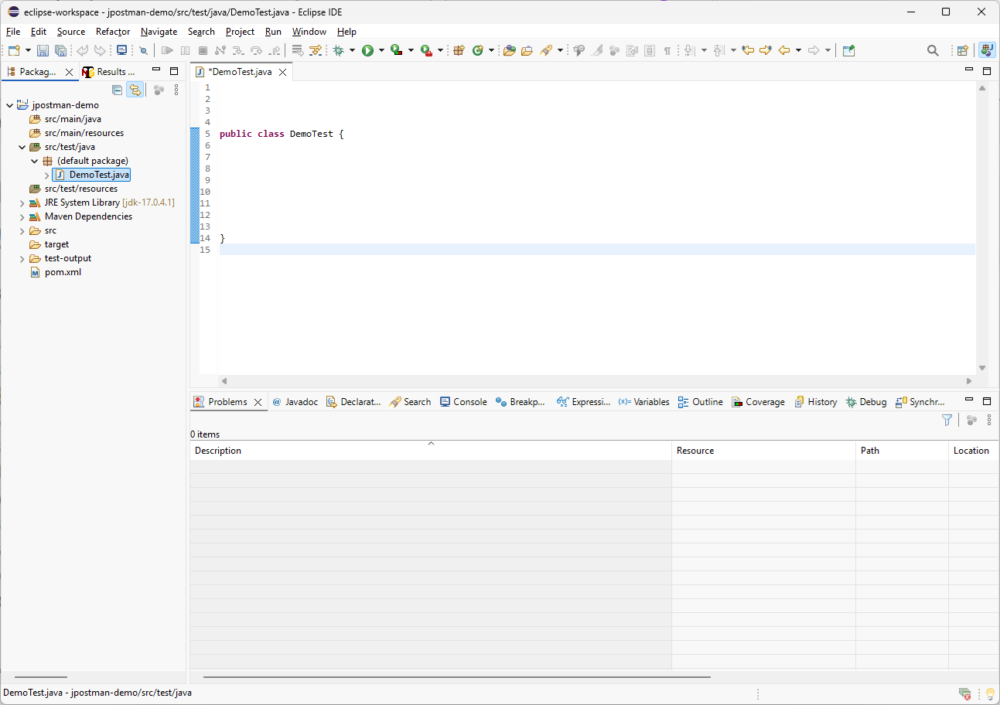 eclipse-workspace - jpostman-demo/src/test/java/DemoTest.java - Eclipse IDE
File Edit Source Refactor Navigate Search Project Run Window Help
Packag... Results ...
*DemoTest.java
jpostman-demo
src/main/java
src/main/resources
src/test/java
(default package)
DemoTest.java
src/test/resources
JRE System Library [jdk-17.0.4.1]
Maven Dependencies
src
target
test-output
pom.xml
1
2
3
4
5 public class DemoTest {
6
7
8
9
10
11
12
13
14 }
15
Problems Javadoc Declarat... Search Console Breakp... Expressi... Variables Outline Coverage History Debug Synchr...
0 items
Description Resource Path Location
DemoTest.java - jpostman-demo/src/test/java